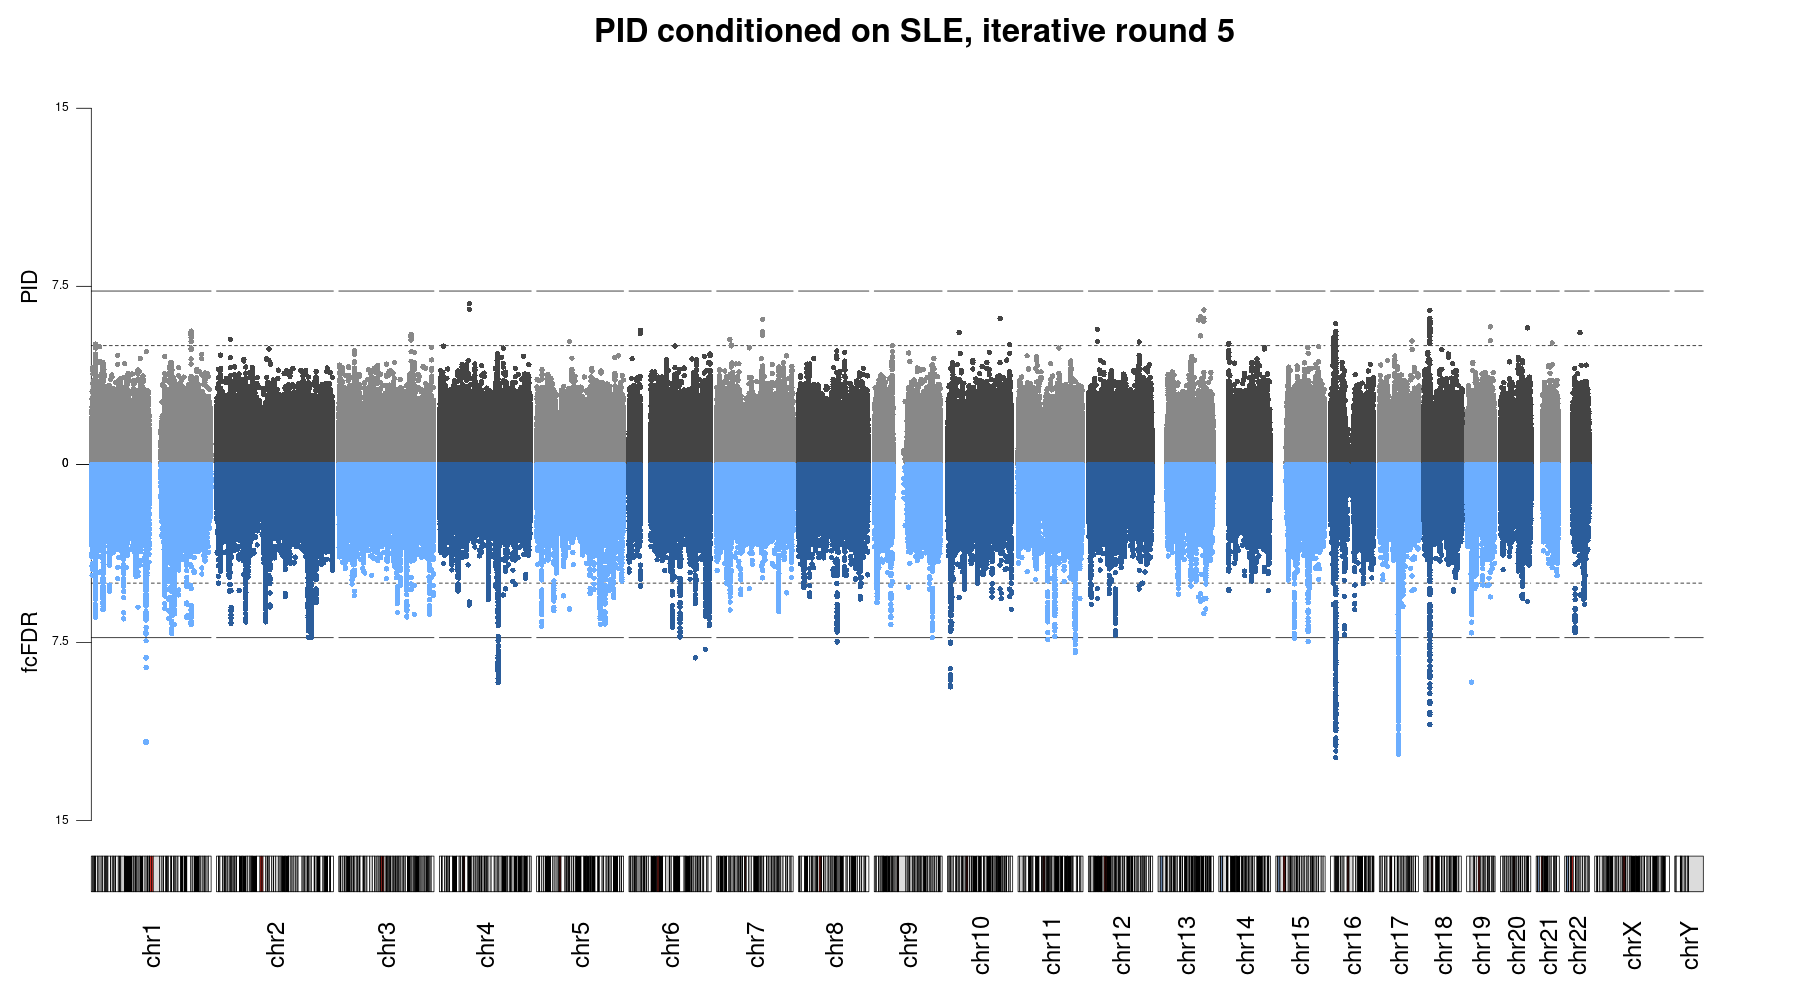 PID conditioned on SLE, iterative round 5
15
PID
7.5
0
fcFDR
7.5
15
chr1 chr2 chr3 chr4 chr5 chr6 chr7 chr8 chr9 chr10 chr11 chr12 chr13 chr14 chr15 chr16 chr17 chr18 chr19 chr20 chr21 chr22 chrX chrY